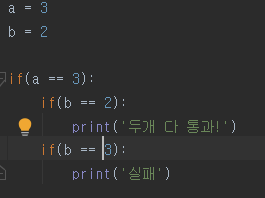 a = 3
b = 2
if(a == 3):
    if(b == 2):
        print('두개 다 통과!')
    if(b == 3):
        print('실패')